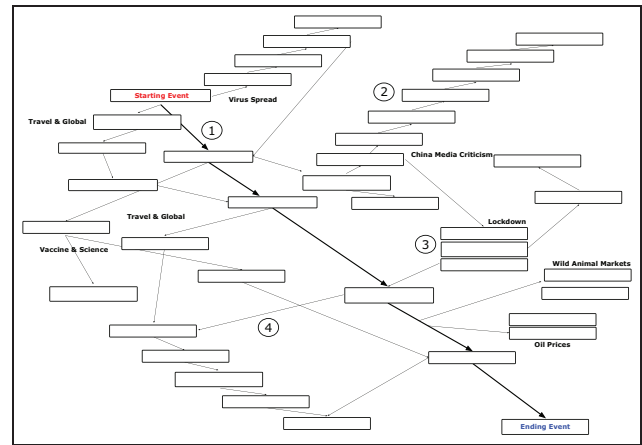 Starting Event
Virus Spread
2
Travel & Global
1
China Media Criticism
Travel & Global
Lockdown
Vaccine & Science
3
Wild Animal Markets
4
Oil Prices
Ending Event